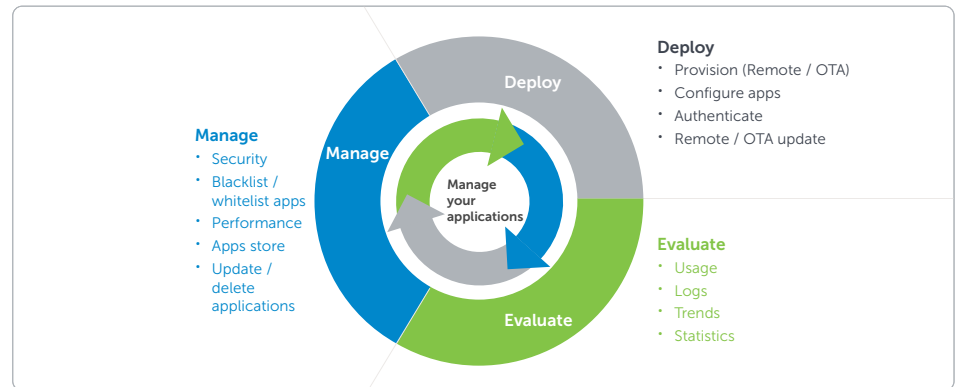 Deploy
Manage
Manage
your
applications
Evaluate
Deploy
• Provision (Remote / OTA)
• Configure apps
• Authenticate
• Remote / OTA update
Manage
• Security
• Blacklist /
whitelist apps
• Performance
• Apps store
• Update /
delete
applications
Evaluate
• Usage
• Logs
• Trends
• Statistics